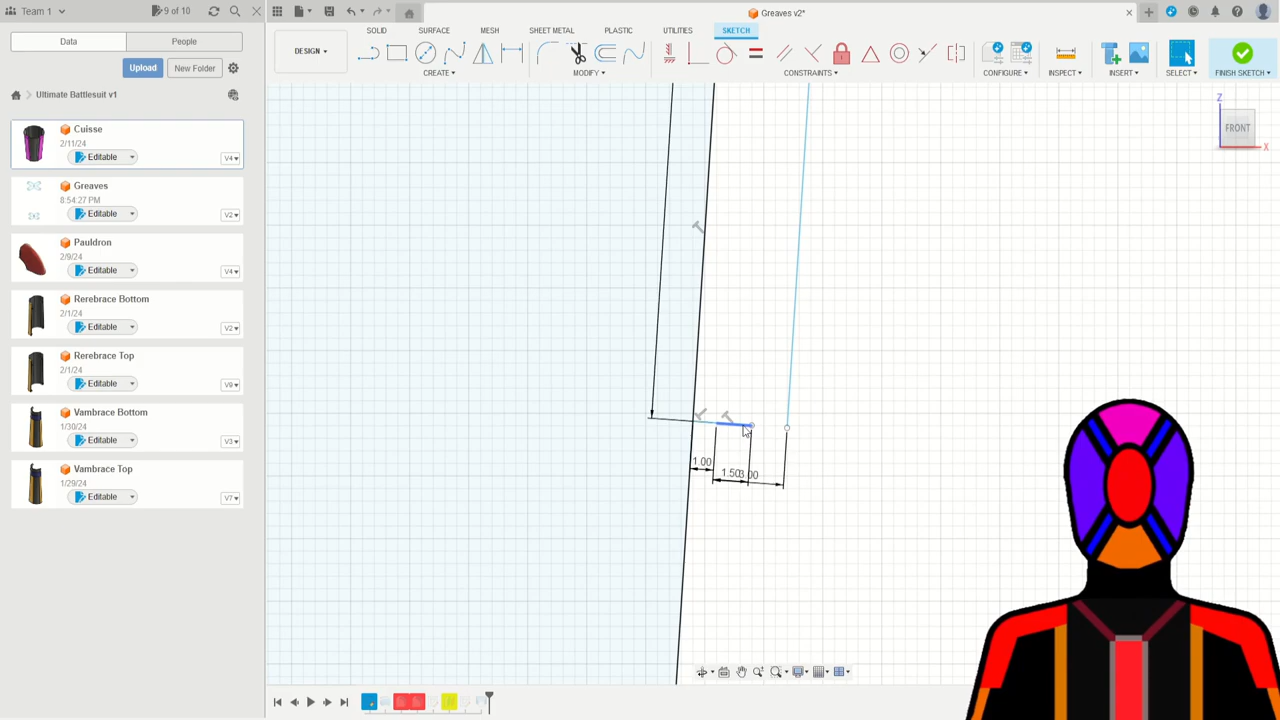 Team 1
9 of 10
Greaves v2*
Data
People
Upload
New Folder
Ultimate Battlesuit v1
Cuisse
2/11/24
Editable
V4
Greaves
8:54:27 PM
Editable
V2
Pauldron
2/9/24
Editable
V4
Rerebrace Bottom
2/1/24
Editable
V2
Rerebrace Top
2/1/24
Editable
V9
Vambrace Bottom
1/30/24
Editable
V3
Vambrace Top
1/29/24
Editable
V7
DESIGN
SOLID
SURFACE
MESH
SHEET METAL
PLASTIC
UTILITIES
SKETCH
CREATE
MODIFY
CONSTRAINTS
CONFIGURE
INSPECT
INSERT
SELECT
FINISH SKETCH
Z
FRONT
X
1.00
1.50